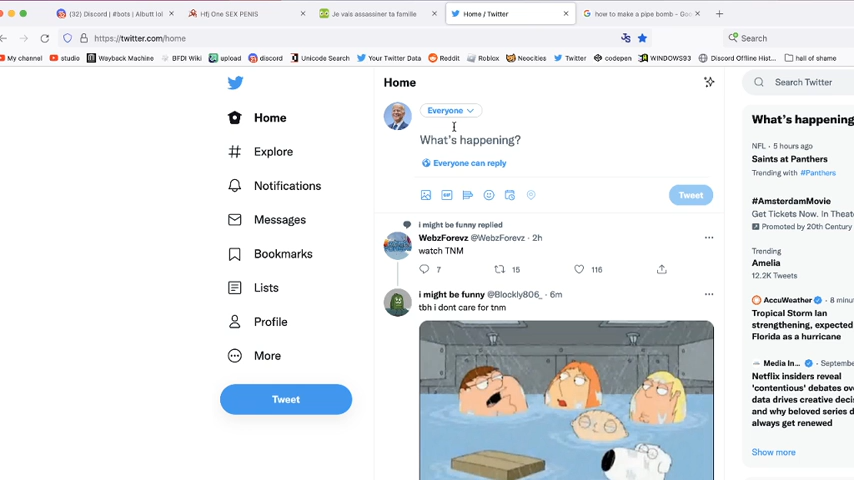 (32) Discord | #bots | Aibutt lol
Hfj One SEX PENIS
Je vais assassiner ta famille
Home / Twitter
how to make a pipe bomb - Go
https://twitter.com/home
Search
My channel
studio
Wayback Machine
BFDI Wiki
upload
discord
Unicode Search
Your Twitter Data
Reddit
Roblox
Neocities
Twitter
codepen
WINDOWS93
Discord Offline Hist...
hall of shame
Home
Explore
Notifications
Messages
Bookmarks
Lists
Profile
More
Tweet
Home
Everyone
What's happening?
Everyone can reply
GIF
Tweet
i might be funny replied
WebzForevz @WebzForevz · 2h
watch TNM
7 15 116
i might be funny @Blockly806_ · 6m
tbh i dont care for tnm
Search Twitter
What's happening
NFL · 5 hours ago
Saints at Panthers
Trending with #Panthers
#AmsterdamMovie
Get Tickets Now. In Theate
Promoted by 20th Century
Trending
Amelia
12.2K Tweets
AccuWeather · 8 minut
Tropical Storm Ian
strengthening, expected
Florida as a hurricane
Media In... · September
Netflix insiders reveal
'contentious' debates ove
data drives creative decis
and why beloved series d
always get renewed
Show more